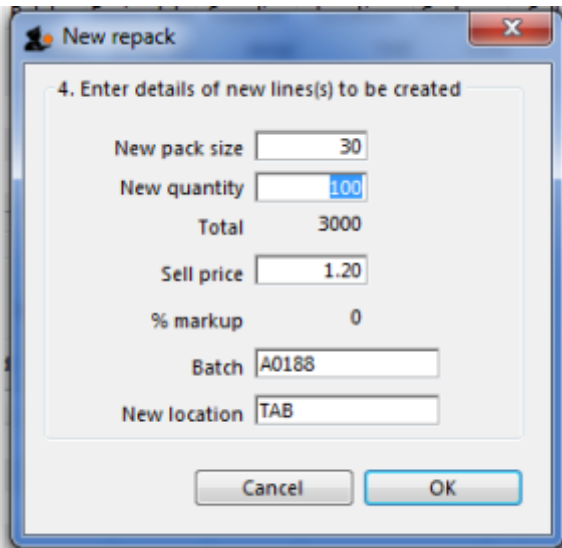 New repack
4. Enter details of new lines(s) to be created
New pack size 30
New quantity 100
Total 3000
Sell price 1.20
% markup 0
Batch A0188
New location TAB
Cancel OK